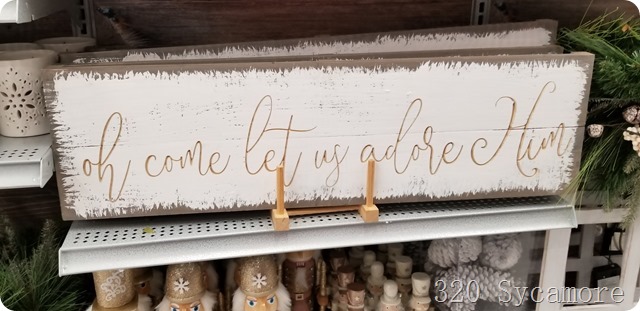 oh come let us adore Him
320 Sycamore